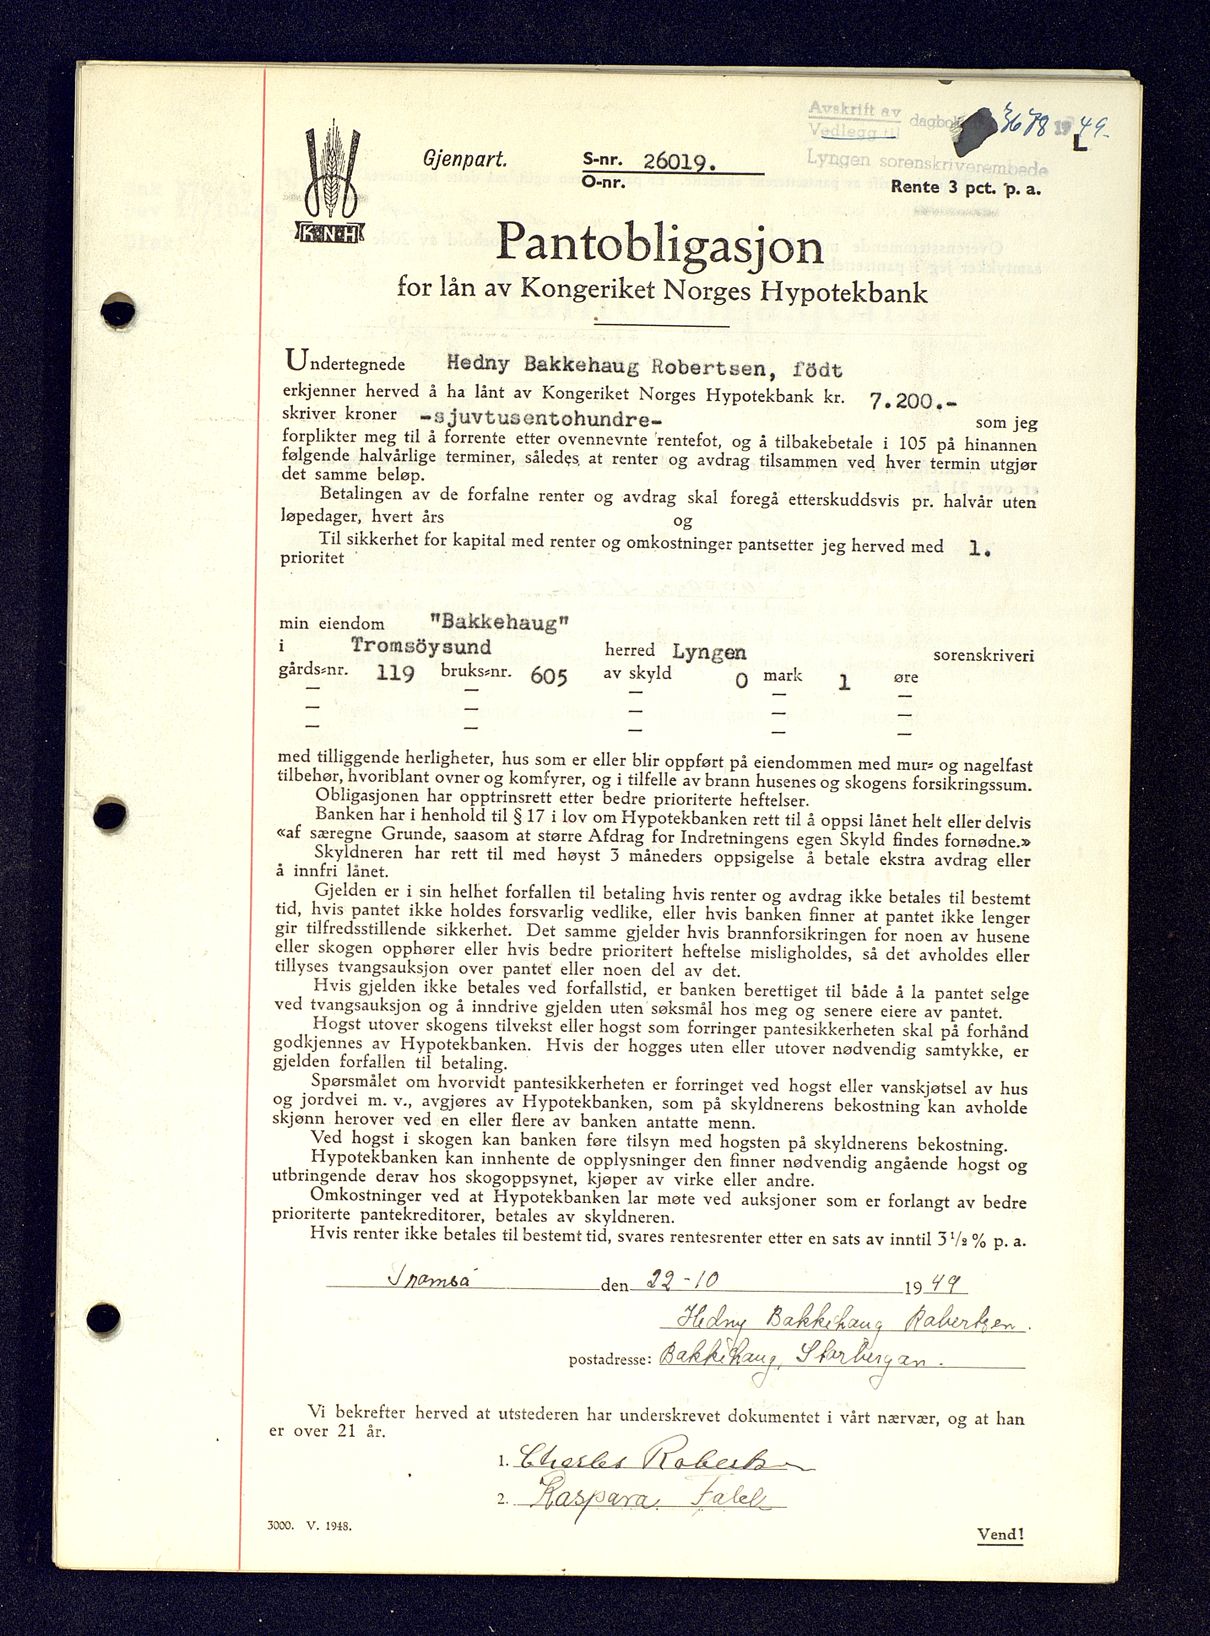 Avskrift av
Vedlegg til dagbok 3678 1949.
L
Lyngen sorenskriverembede
Gjenpart.
S-nr. 26019.
O-nr.
Rente 3 pct. p. a.
K·N·H
Pantobligasjon
for lån av Kongeriket Norges Hypotekbank
Undertegnede Hedny Bakkehaug Robertsen, födt
erkjenner herved å ha lånt av Kongeriket Norges Hypotekbank kr. 7.200.-
skriver kroner -sjuvtusentohundre- som jeg
forplikter meg til å forrente etter ovennevnte rentefot, og å tilbakebetale i 105 på hinannen
følgende halvårlige terminer, således at renter og avdrag tilsammen ved hver termin utgjør
det samme beløp.
Betalingen av de forfalne renter og avdrag skal foregå etterskuddsvis pr. halvår uten
løpedager, hvert års og
Til sikkerhet for kapital med renter og omkostninger pantsetter jeg herved med 1.
prioritet
min eiendom "Bakkehaug"
i Tromsöysund herred Lyngen sorenskriveri
gårds-nr. 119 bruks-nr. 605 av skyld 0 mark 1 øre
— — — — —
— — — — —
— — — — —
med tilliggende herligheter, hus som er eller blir oppført på eiendommen med mur- og nagelfast
tilbehør, hvoriblant ovner og komfyrer, og i tilfelle av brann husenes og skogens forsikringssum.
Obligasjonen har opptrinsrett etter bedre prioriterte heftelser.
Banken har i henhold til § 17 i lov om Hypotekbanken rett til å oppsi lånet helt eller delvis
«af særegne Grunde, saasom at større Afdrag for Indretningens egen Skyld findes fornødne.»
Skyldneren har rett til med høyst 3 måneders oppsigelse å betale ekstra avdrag eller
å innfri lånet.
Gjelden er i sin helhet forfallen til betaling hvis renter og avdrag ikke betales til bestemt
tid, hvis pantet ikke holdes forsvarlig vedlike, eller hvis banken finner at pantet ikke lenger
gir tilfredsstillende sikkerhet. Det samme gjelder hvis brannforsikringen for noen av husene
eller skogen opphører eller hvis bedre prioritert heftelse misligholdes, så det avholdes eller
tillyses tvangsauksjon over pantet eller noen del av det.
Hvis gjelden ikke betales ved forfallstid, er banken berettiget til både å la pantet selge
ved tvangsauksjon og å inndrive gjelden uten søksmål hos meg og senere eiere av pantet.
Hogst utover skogens tilvekst eller hogst som forringer pantesikkerheten skal på forhånd
godkjennes av Hypotekbanken. Hvis der hogges uten eller utover nødvendig samtykke, er
gjelden forfallen til betaling.
Spørsmålet om hvorvidt pantesikkerheten er forringet ved hogst eller vanskjøtsel av hus
og jordvei m. v., avgjøres av Hypotekbanken, som på skyldnerens bekostning kan avholde
skjønn herover ved en eller flere av banken antatte menn.
Ved hogst i skogen kan banken føre tilsyn med hogsten på skyldnerens bekostning.
Hypotekbanken kan innhente de opplysninger den finner nødvendig angående hogst og
utbringende derav hos skogoppsynet, kjøper av virke eller andre.
Omkostninger ved at Hypotekbanken lar møte ved auksjoner som er forlangt av bedre
prioriterte pantekreditorer, betales av skyldneren.
Hvis renter ikke betales til bestemt tid, svares rentesrenter etter en sats av inntil 3 1/2 % p. a.
Tromsö den 22-10 1949
Hedny Bakkehaug Robertsen.
postadresse: Bakkehaug, Storbergan.
Vi bekrefter herved at utstederen har underskrevet dokumentet i vårt nærvær, og at han
er over 21 år.
1. Charles Robertsen
2. Kaspara Falck
3000. V. 1948.
Vend!